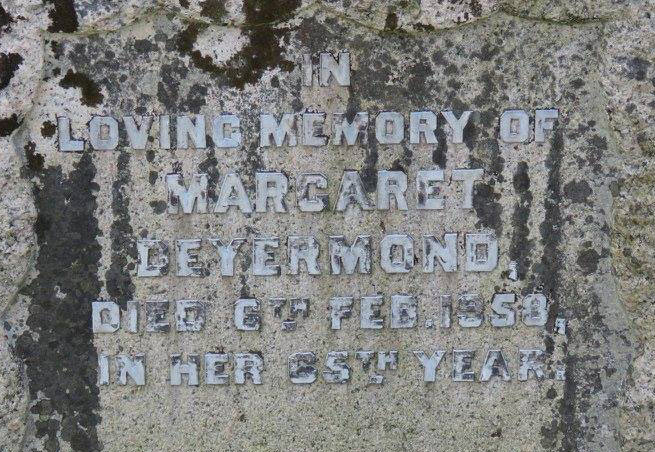 IN
LOVING MEMORY OF
MARGARET
DEYERMOND,
DIED 6TH FEB. 1958,
IN HER 85TH YEAR.